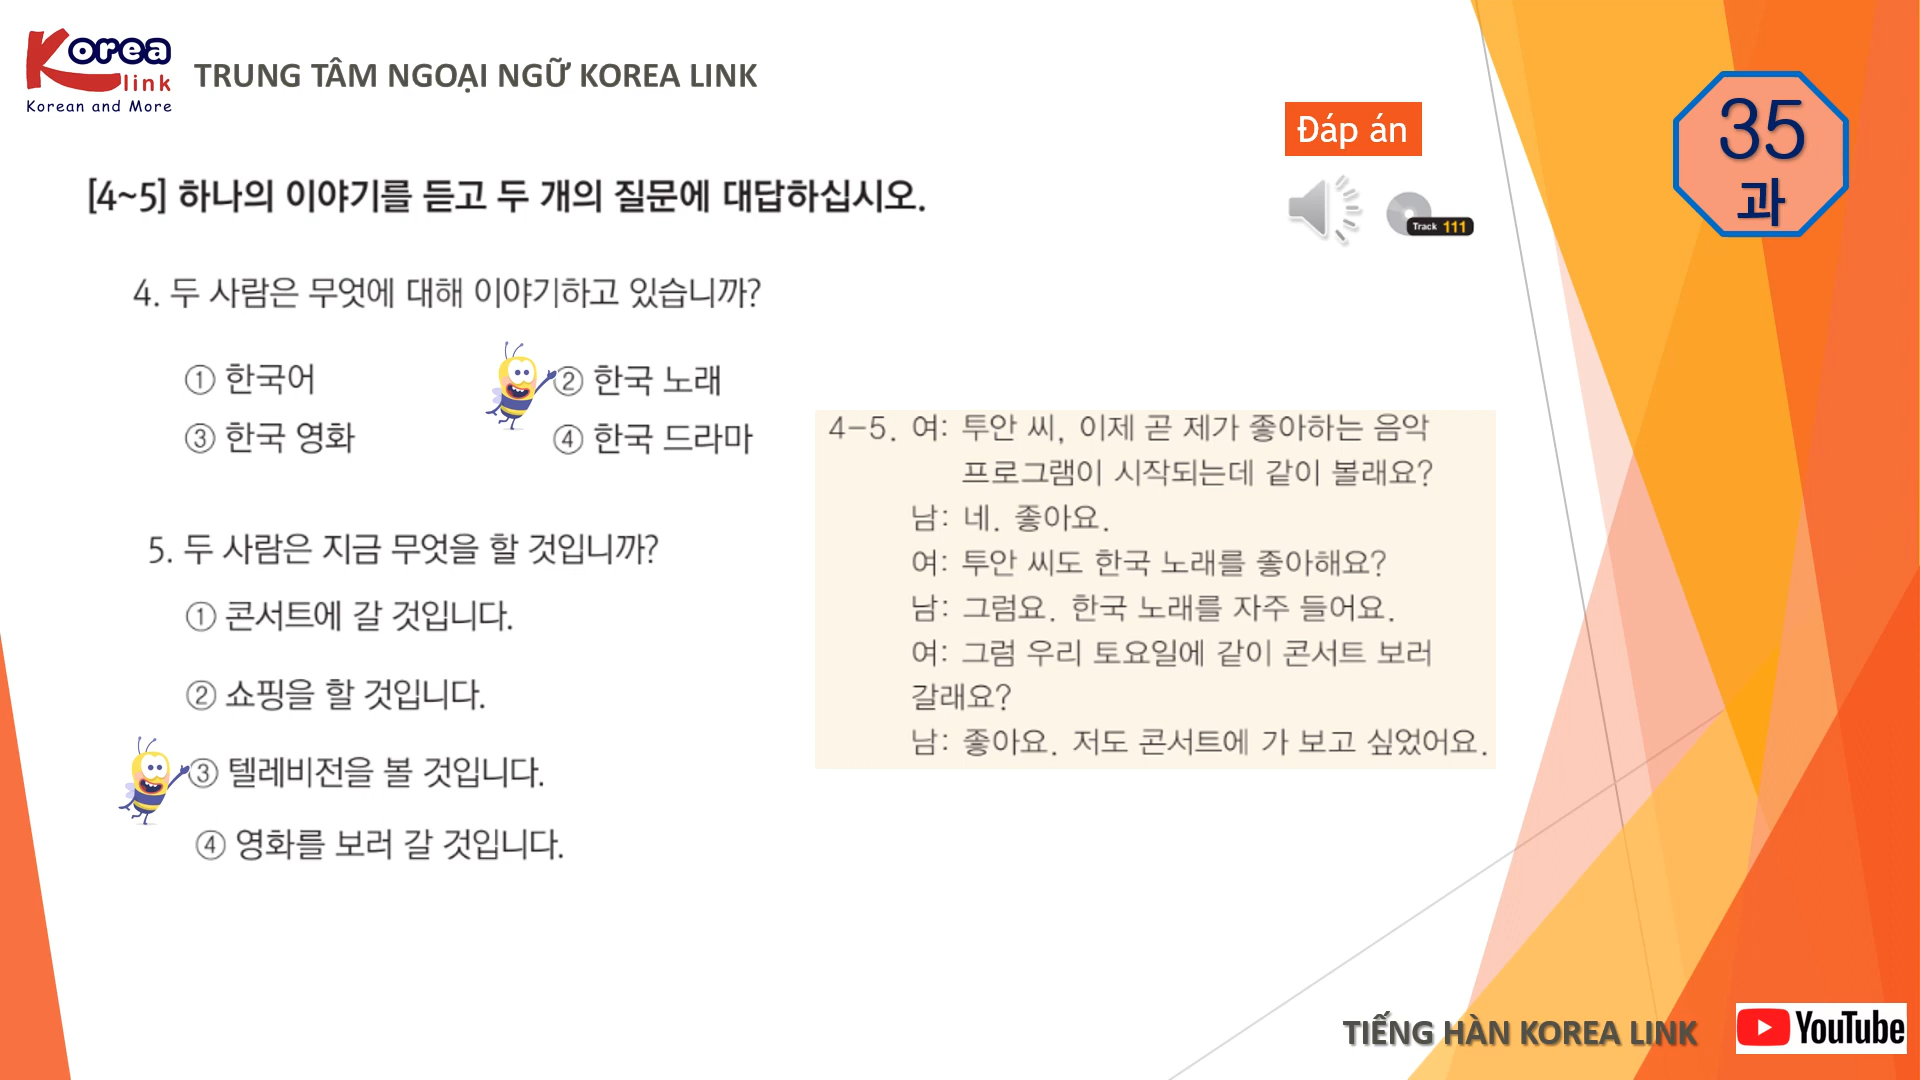 Korea
link
Korean and More
TRUNG TÂM NGOẠI NGỮ KOREA LINK
Đáp án
35
과
Track 111
[4~5] 하나의 이야기를 듣고 두 개의 질문에 대답하십시오.
4. 두 사람은 무엇에 대해 이야기하고 있습니까?
① 한국어
② 한국 노래
③ 한국 영화
④ 한국 드라마
5. 두 사람은 지금 무엇을 할 것입니까?
① 콘서트에 갈 것입니다.
② 쇼핑을 할 것입니다.
③ 텔레비전을 볼 것입니다.
④ 영화를 보러 갈 것입니다.
4-5. 여: 투안 씨, 이제 곧 제가 좋아하는 음악
프로그램이 시작되는데 같이 볼래요?
남: 네. 좋아요.
여: 투안 씨도 한국 노래를 좋아해요?
남: 그럼요. 한국 노래를 자주 들어요.
여: 그럼 우리 토요일에 같이 콘서트 보러
갈래요?
남: 좋아요. 저도 콘서트에 가 보고 싶었어요.
TIẾNG HÀN KOREA LINK
YouTube